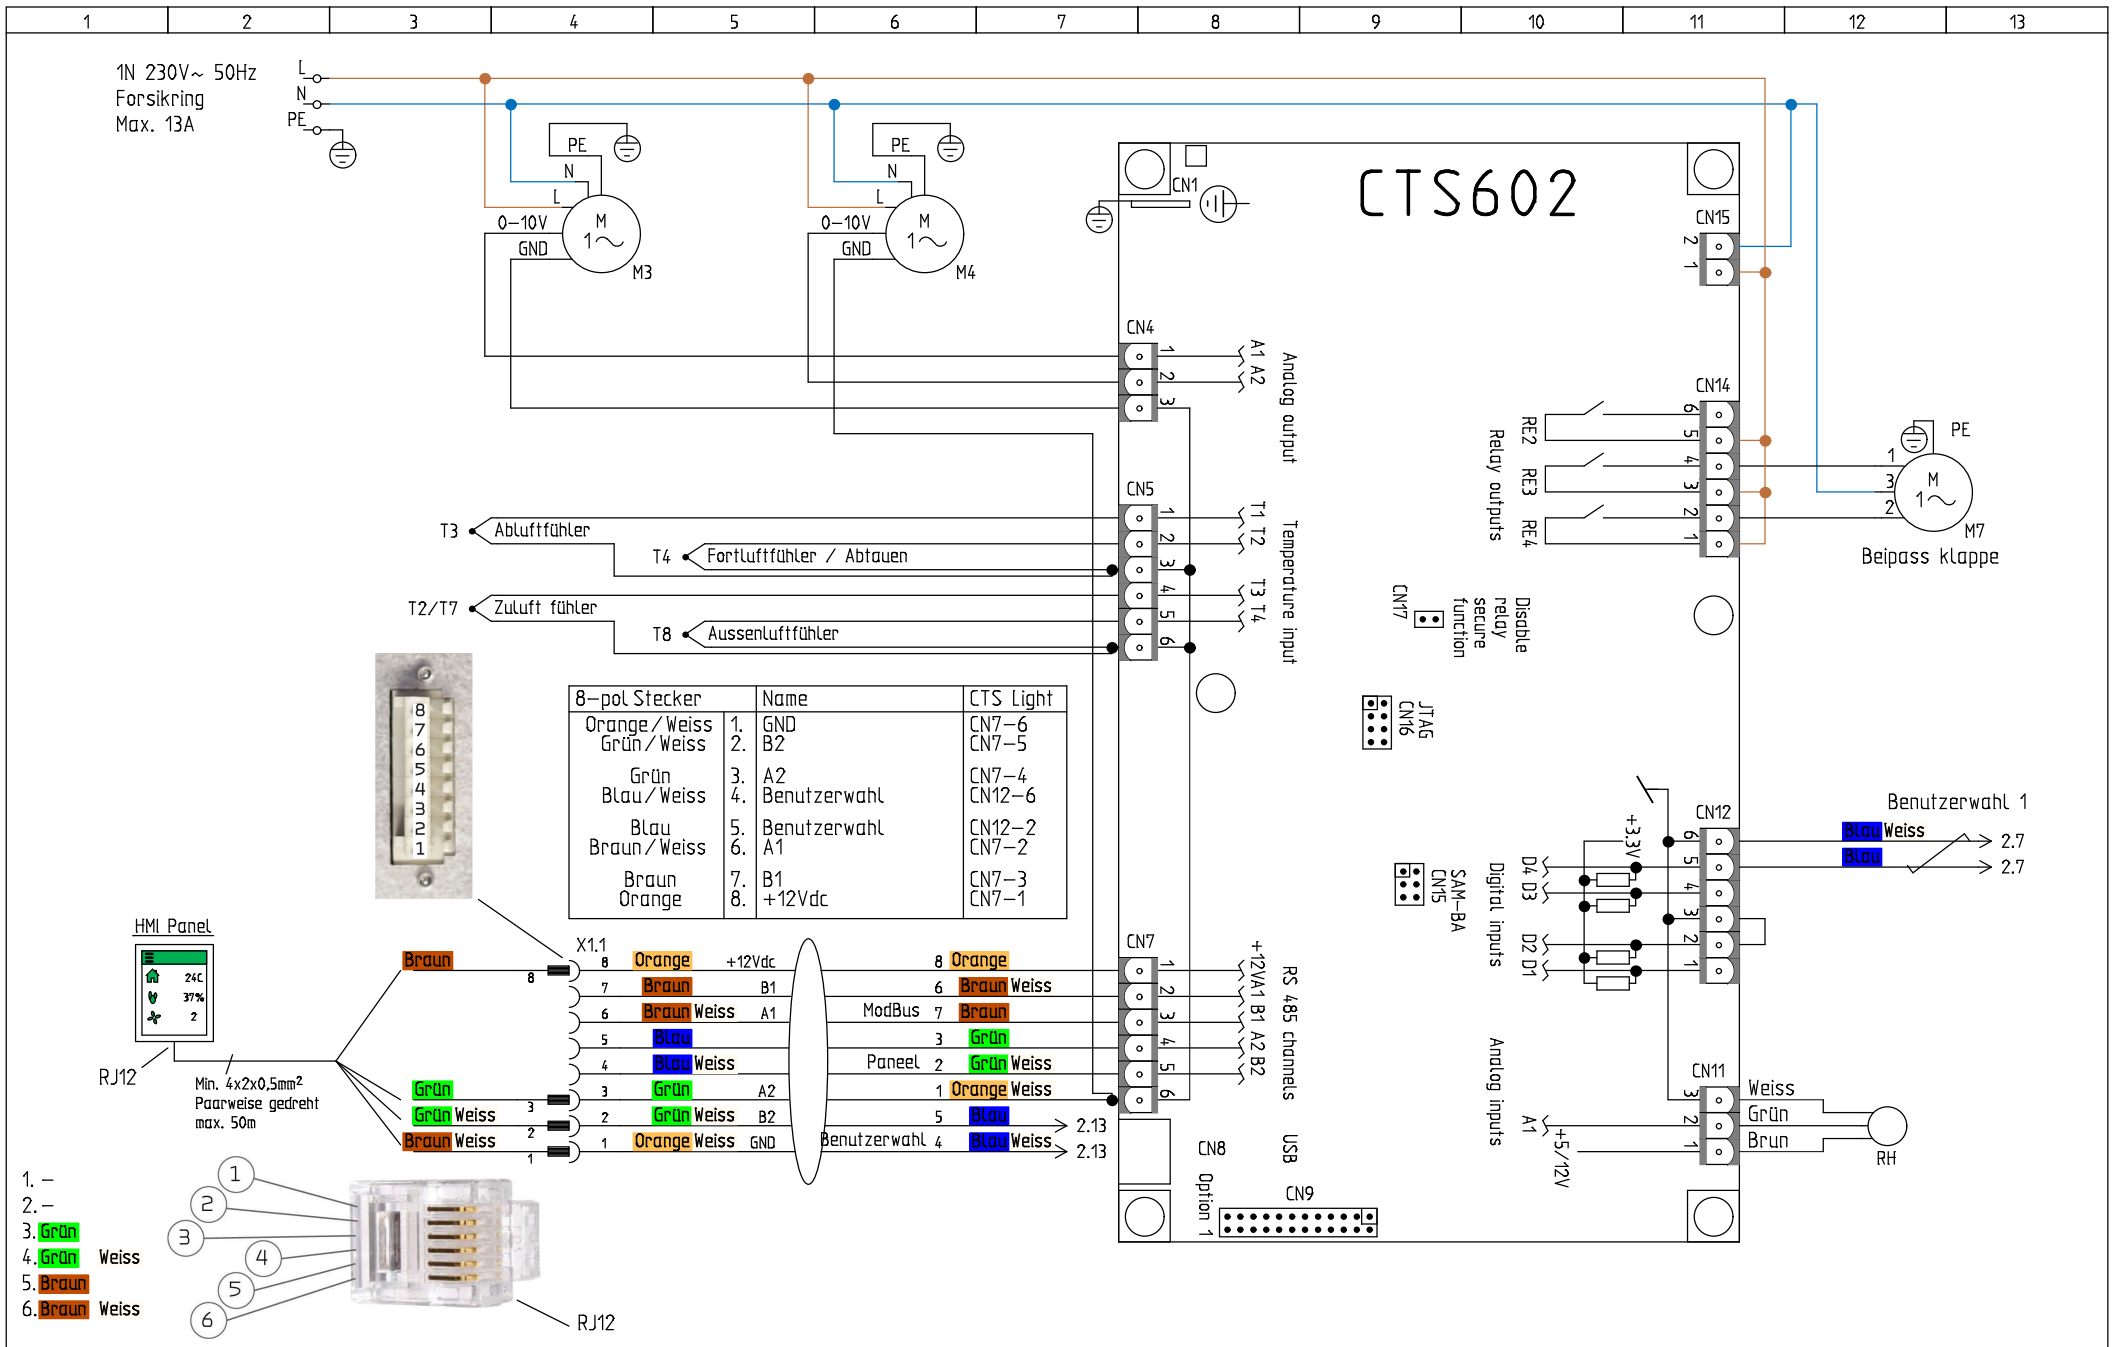 1 2 3 4 5 6 7 8 9 10 11 12 13
1N 230V~ 50Hz
Forsikring
Max. 13A
L
N
PE
PE
N
L
0-10V
GND
M
1~
M3
PE
N
L
0-10V
GND
M
1~
M4
CN1
CTS602
CN15
2
1
CN4
1
2
3
A1 A2
Analog output
CN14
6
5
4
3
2
1
RE2
RE3
RE4
Relay outputs
PE
1
3
2
M
1~
M7
Beipass klappe
CN5
1
2
3
4
5
6
T1 T2
T3 T4
Temperature input
T3 Abluftfühler
T4 Fortluftfühler / Abtauen
T2/T7 Zuluft fühler
T8 Aussenluftfühler
CN17
Disable
relay
secure
function
JTAG
CN16
8
7
6
5
4
3
2
1
8-pol Stecker Name CTS Light
Orange/Weiss 1. GND CN7-6
Grün/Weiss 2. B2 CN7-5
Grün 3. A2 CN7-4
Blau/Weiss 4. Benutzerwahl CN12-6
Blau 5. Benutzerwahl CN12-2
Braun/Weiss 6. A1 CN7-2
Braun 7. B1 CN7-3
Orange 8. +12Vdc CN7-1
CN12
6
5
4
3
2
1
+3.3V
D4 D3
D2 D1
Digital inputs
SAM-BA
CN15
Benutzerwahl 1
Blau Weiss 2.7
Blau 2.7
HMI Panel
24C
37%
2
RJ12
Min. 4x2x0,5mm²
Paarweise gedreht
max. 50m
Braun
8
Grün
3
Grün Weiss
2
Braun Weiss
1
X1.1
8 Orange +12Vdc 8 Orange
7 Braun B1 6 Braun Weiss
6 Braun Weiss A1 ModBus 7 Braun
5 Blau 3 Grün
4 Blau Weiss Paneel 2 Grün Weiss
3 Grün A2 1 Orange Weiss
2 Grün Weiss B2 5 Blau 2.13
1 Orange Weiss GND Benutzerwahl 4 Blau Weiss 2.13
CN7
1
2
3
4
5
6
+12V A1 B1 A2 B2
RS 485 channels
CN8
USB
Option 1
CN9
CN11
3
2
1
Analog inputs
A1
+5/12V
Weiss
Grün
Brun
RH
1. -
2. -
3. Grün
4. Grün Weiss
5. Braun
6. Braun Weiss
1
2
3
4
5
6
RJ12